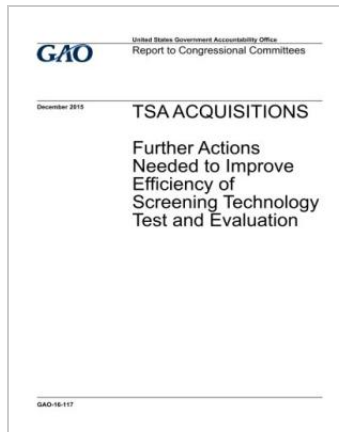 United States Government Accountability Office
GAO
Report to Congressional Committees
December 2015
TSA ACQUISITIONS
Further Actions
Needed to Improve
Efficiency of
Screening Technology
Test and Evaluation
GAO-16-117